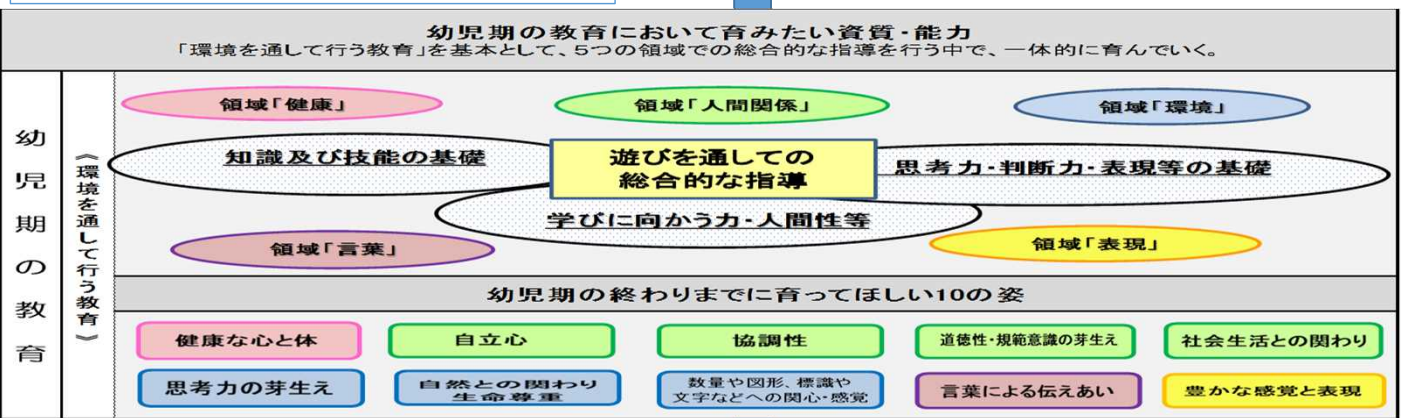 幼児期の教育において育みたい資質・能力
「環境を通して行う教育」を基本として、5つの領域での総合的な指導を行う中で、一体的に育んでいく。
幼児期の教育
《環境を通して行う教育》
領域「健康」
領域「人間関係」
領域「環境」
知識及び技能の基礎
遊びを通しての
総合的な指導
思考力・判断力・表現等の基礎
学びに向かう力・人間性等
領域「言葉」
領域「表現」
幼児期の終わりまでに育ってほしい10の姿
健康な心と体
自立心
協調性
道徳性・規範意識の芽生え
社会生活との関わり
思考力の芽生え
自然との関わり
生命尊重
数量や図形、標識や
文字などへの関心・感覚
言葉による伝えあい
豊かな感覚と表現